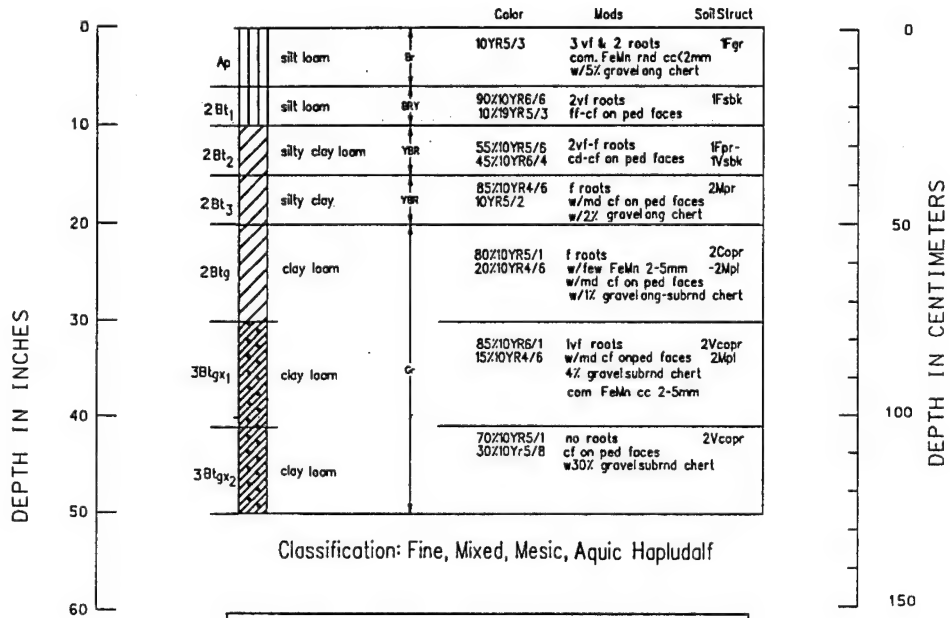 Color Mods Soil Struct
0 0
Ap silt loam Br 10YR5/3 3 vf & 2 roots 1Fgr
com. FeMn rnd cc<2mm
w/5% gravel ang chert
2Bt1 silt loam BRY 90%10YR6/6 2vf roots 1Fsbk
10%19YR5/3 ff-cf on ped faces
10
2Bt2 silty clay loam YBR 55%10YR5/6 2vf-f roots 1Fpr-
45%10YR6/4 cd-cf on ped faces 1Vsbk
2Bt3 silty clay YBR 85%10YR4/6 f roots 2Mpr
10YR5/2 w/md cf on ped faces
w/2% gravel ang chert
20 50
2Btg clay loam 80%10YR5/1 f roots 2Copr
20%10YR4/6 w/few FeMn 2-5mm -2Mpl
w/md cf on ped faces
w/1% gravel ang-subrnd chert
30
3Btgx1 clay loam Gr 85%10YR6/1 1vf roots 2Vcopr
15%10YR4/6 w/md cf onped faces 2Mpl
4% gravel subrnd chert
com FeMn cc 2-5mm
40 100
3Btgx2 clay loam 70%10YR5/1 no roots 2Vcopr
30%10Yr5/8 cf on ped faces
w30% gravel subrnd chert
50
Classification: Fine, Mixed, Mesic, Aquic Hapludalf
60 150
DEPTH IN INCHES
DEPTH IN CENTIMETERS